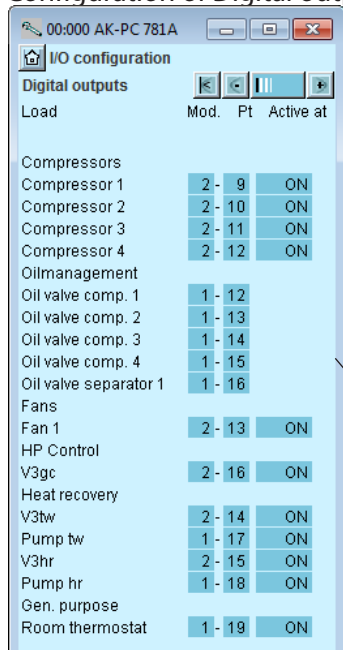 00:000 AK-PC 781A
I/O configuration
Digital outputs
Load Mod. Pt Active at
Compressors
Compressor 1 2 - 9 ON
Compressor 2 2 - 10 ON
Compressor 3 2 - 11 ON
Compressor 4 2 - 12 ON
Oilmanagement
Oil valve comp. 1 1 - 12
Oil valve comp. 2 1 - 13
Oil valve comp. 3 1 - 14
Oil valve comp. 4 1 - 15
Oil valve separator 1 1 - 16
Fans
Fan 1 2 - 13 ON
HP Control
V3gc 2 - 16 ON
Heat recovery
V3tw 2 - 14 ON
Pump tw 1 - 17 ON
V3hr 2 - 15 ON
Pump hr 1 - 18 ON
Gen. purpose
Room thermostat 1 - 19 ON